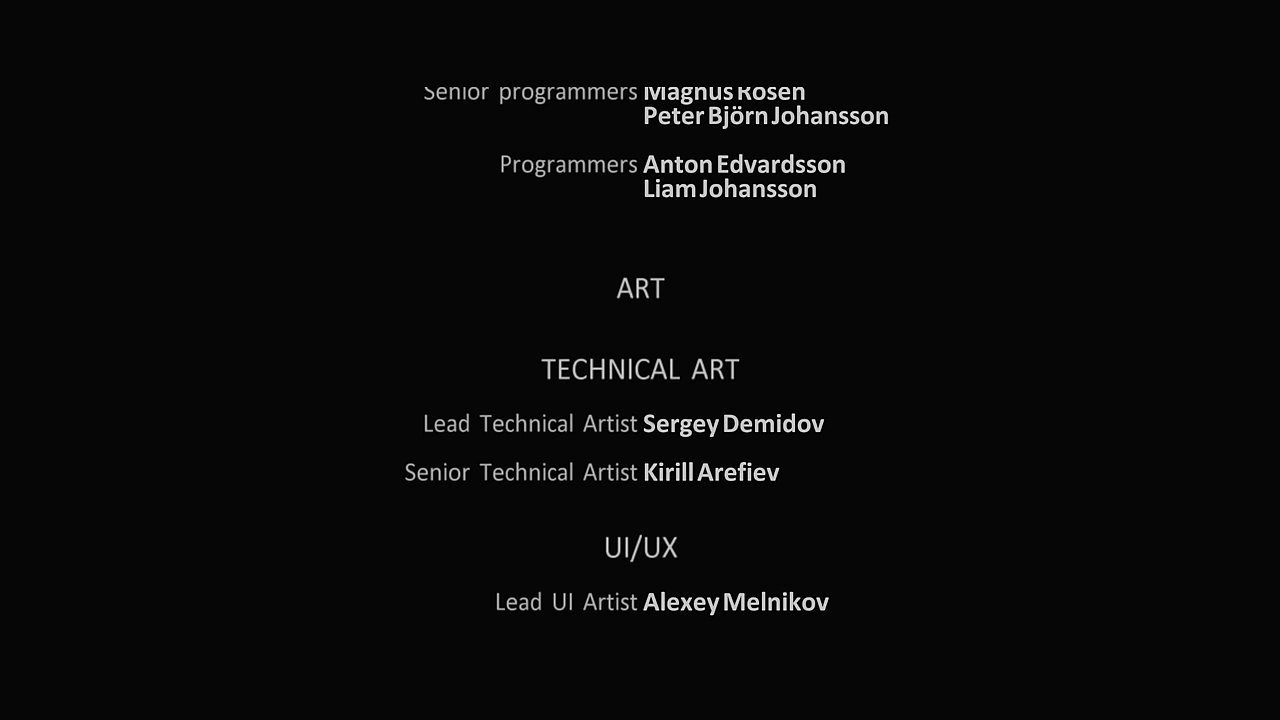 Senior programmers Magnus Rosen
Peter Björn Johansson
Programmers Anton Edvardsson
Liam Johansson
ART
TECHNICAL ART
Lead Technical Artist Sergey Demidov
Senior Technical Artist Kirill Arefiev
UI/UX
Lead UI Artist Alexey Melnikov